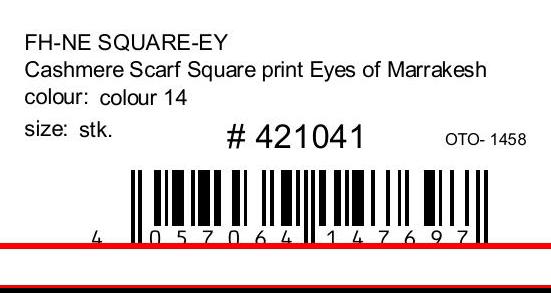 FH-NE SQUARE-EY
Cashmere Scarf Square print Eyes of Marrakesh
colour: colour 14
size: stk.
# 421041
OTO- 1458
4 057064 147697